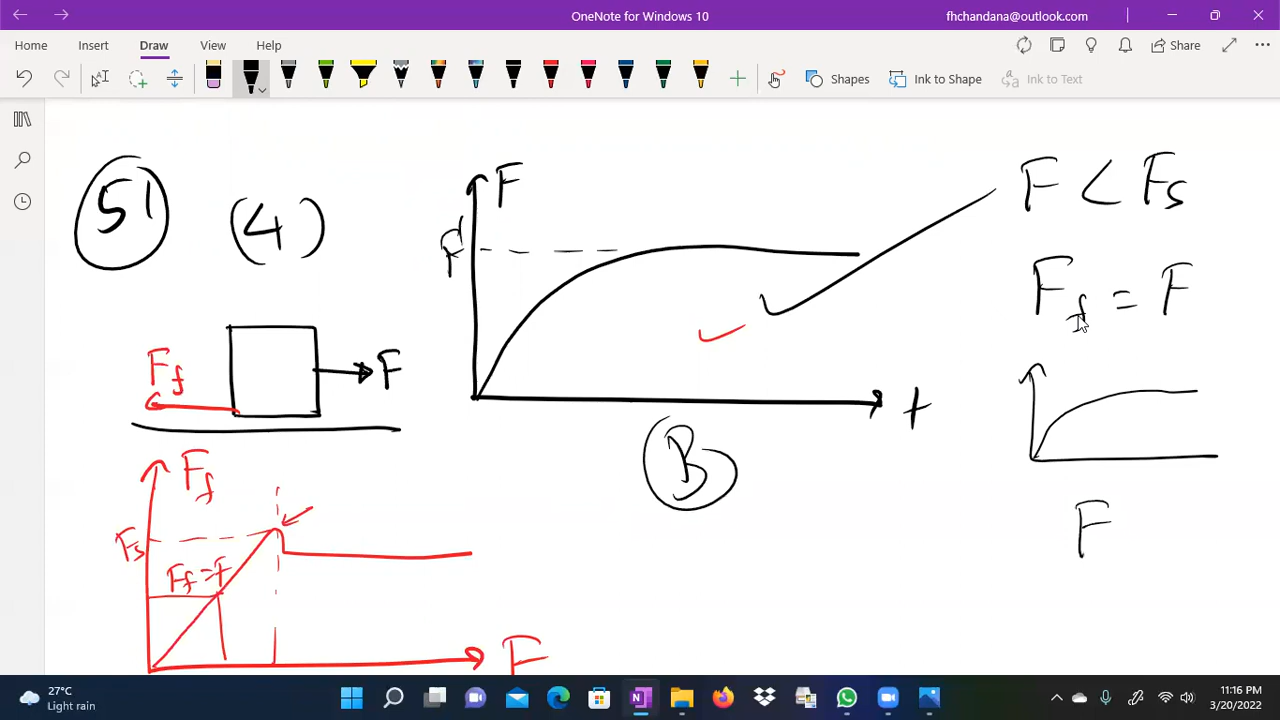 OneNote for Windows 10
fhchandana@outlook.com
Home Insert Draw View Help
Share
Shapes
Ink to Shape
Ink to Text
51 (4)
F
F'
t
B
F < Fs
Ff = F
F
Ff
F
Ff
Fs
Ff = F
F
27°C
Light rain
11:16 PM
3/20/2022